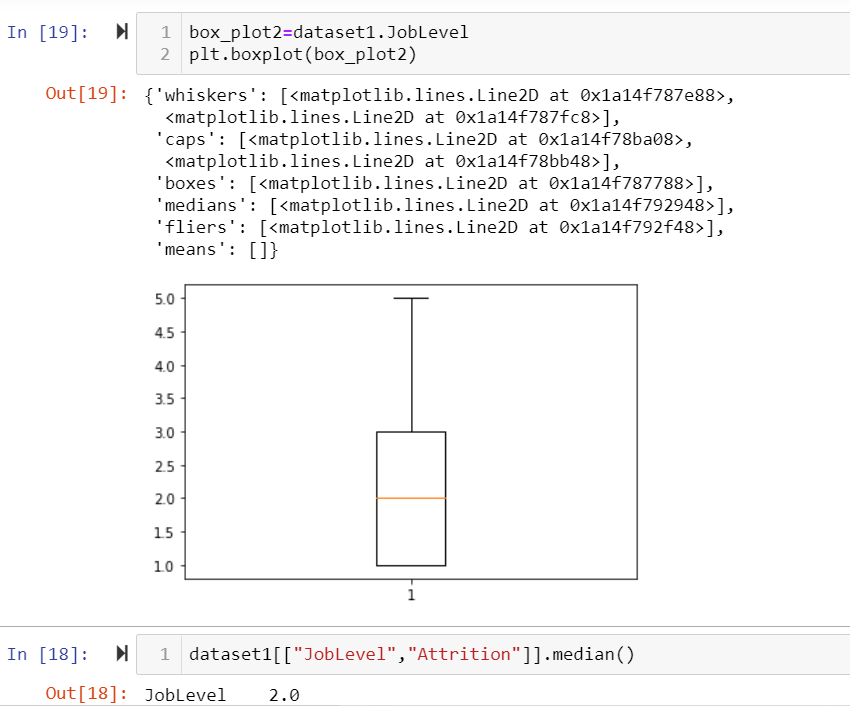 In [19]:
1 box_plot2=dataset1.JobLevel
2 plt.boxplot(box_plot2)
Out[19]: {'whiskers': [<matplotlib.lines.Line2D at 0x1a14f787e88>,
<matplotlib.lines.Line2D at 0x1a14f787fc8>],
'caps': [<matplotlib.lines.Line2D at 0x1a14f78ba08>,
<matplotlib.lines.Line2D at 0x1a14f78bb48>],
'boxes': [<matplotlib.lines.Line2D at 0x1a14f787788>],
'medians': [<matplotlib.lines.Line2D at 0x1a14f792948>],
'fliers': [<matplotlib.lines.Line2D at 0x1a14f792f48>],
'means': []}
5.0
4.5
4.0
3.5
3.0
2.5
2.0
1.5
1.0
1
In [18]:
1 dataset1[["JobLevel","Attrition"]].median()
Out[18]: JobLevel 2.0